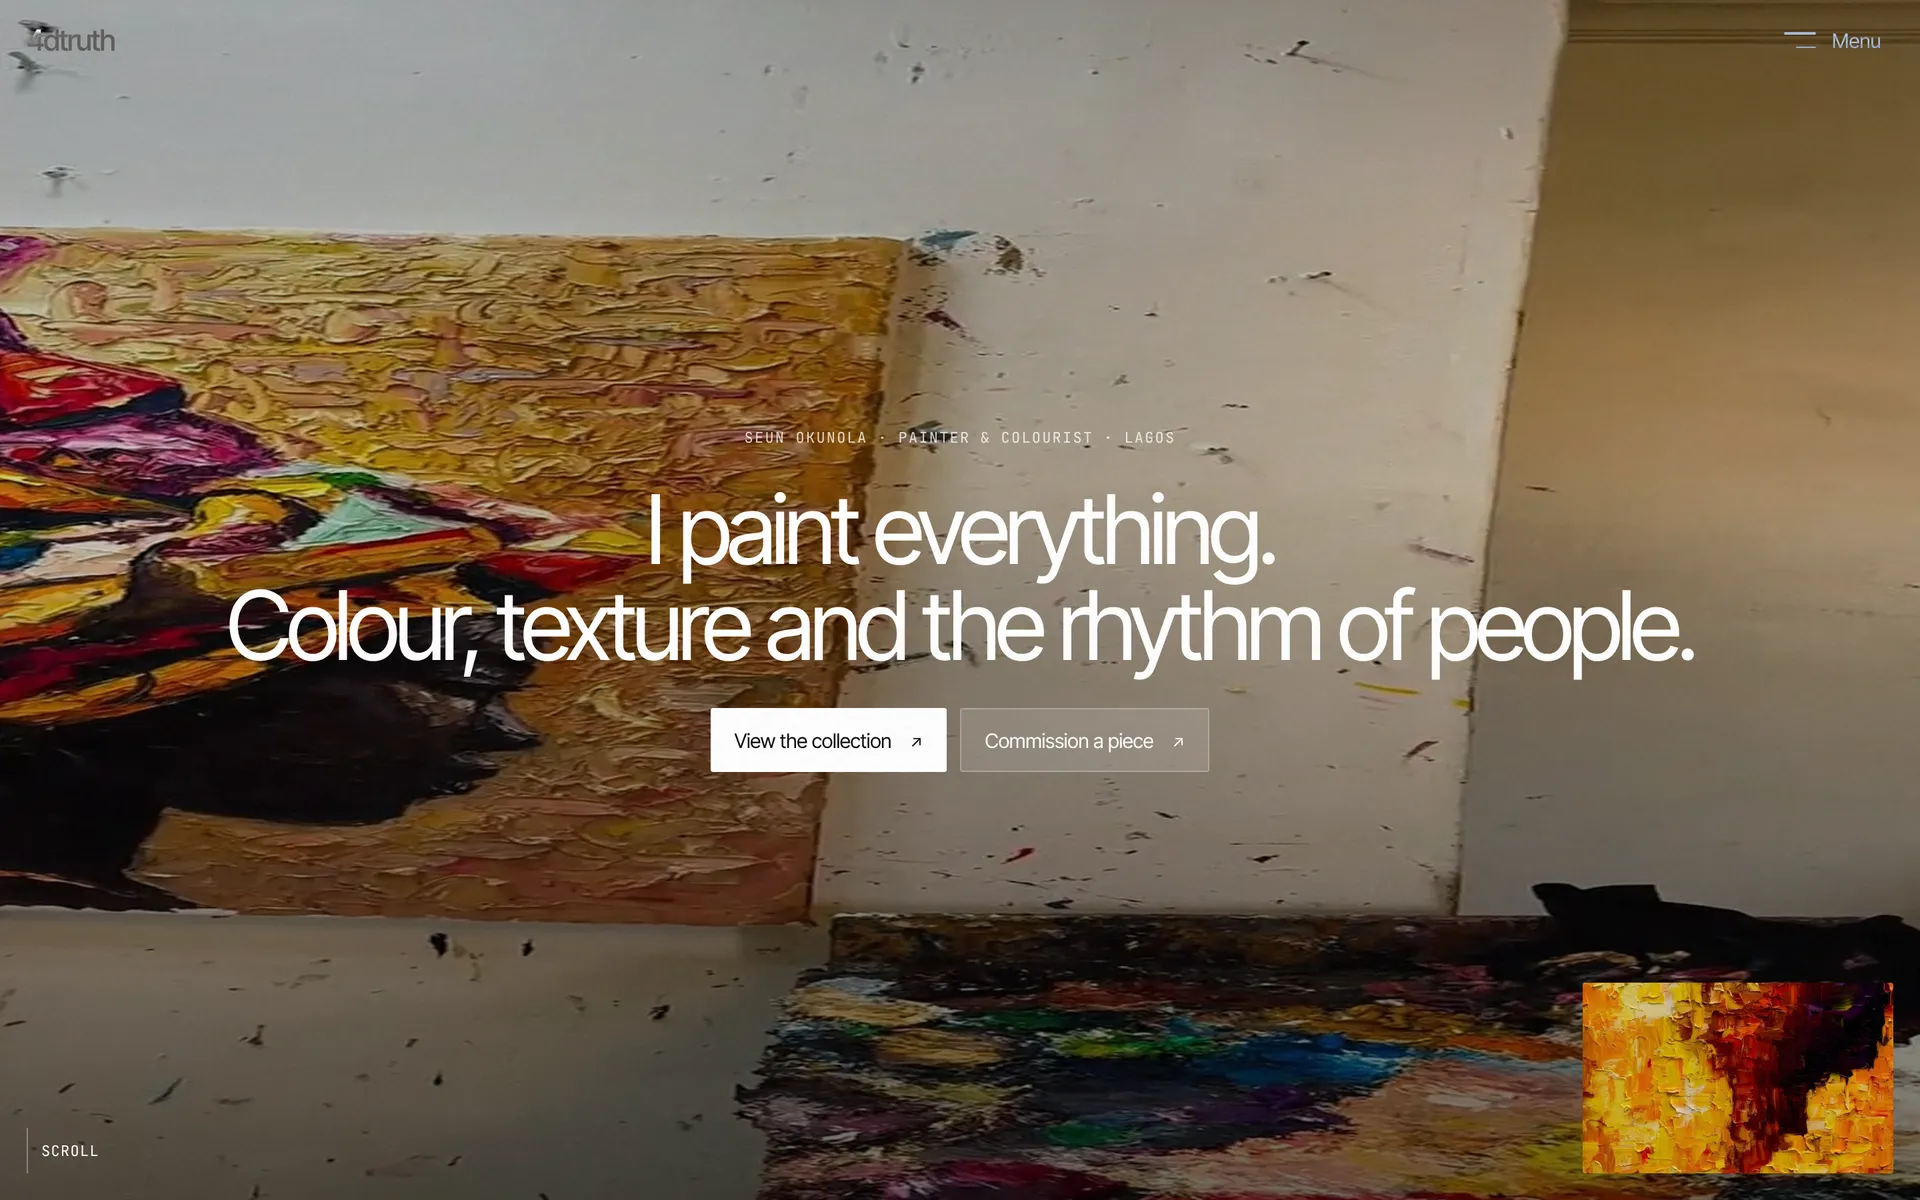 4dtruth
Menu
SEUN OKUNOLA · PAINTER & COLOURIST · LAGOS
I paint everything.
Colour, texture and the rhythm of people.
View the collection ↗
Commission a piece ↗
SCROLL